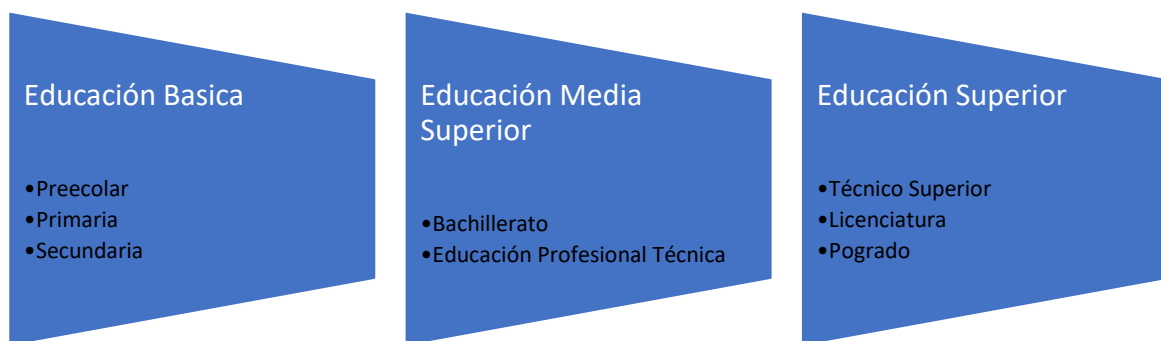 Educación Basica
•Preecolar
•Primaria
•Secundaria
Educación Media
Superior
•Bachillerato
•Educación Profesional Técnica
Educación Superior
•Técnico Superior
•Licenciatura
•Pogrado